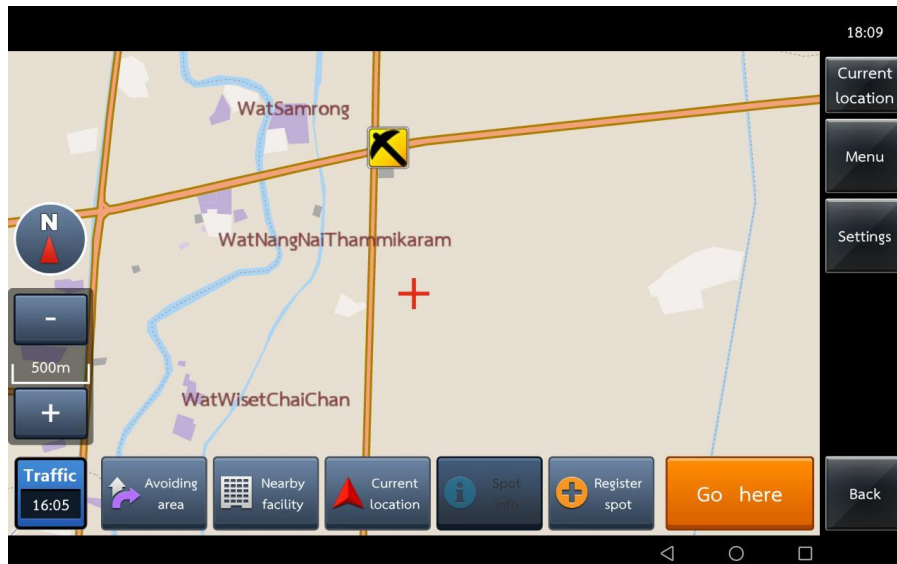 18:09
Current
location
WatSamrong
Menu
N
WatNangNaiThammikaram
Settings
-
500m
WatWisetChaiChan
+
Traffic
16:05
Avoiding
area
Nearby
facility
Current
location
Spot
info
Register
spot
Go here
Back